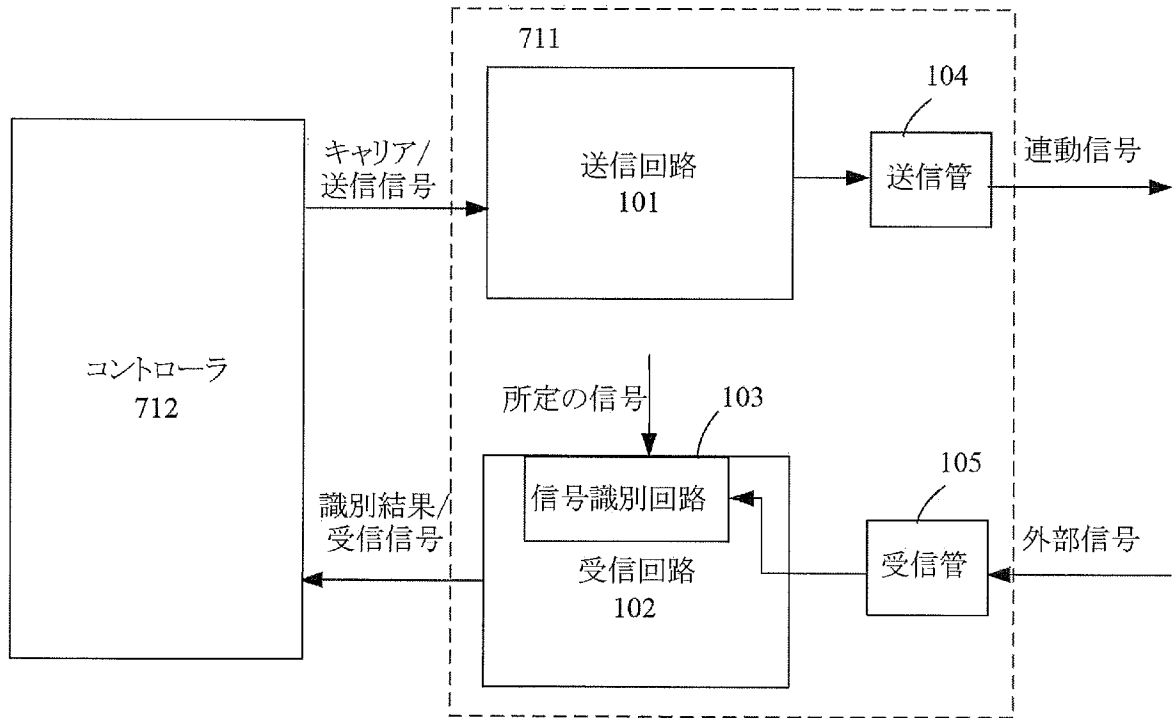 711
104
キャリア/
送信信号
送信回路
101
送信管
連動信号
コントローラ
712
所定の信号
103
105
識別結果/
受信信号
信号識別回路
受信回路
102
受信管
外部信号